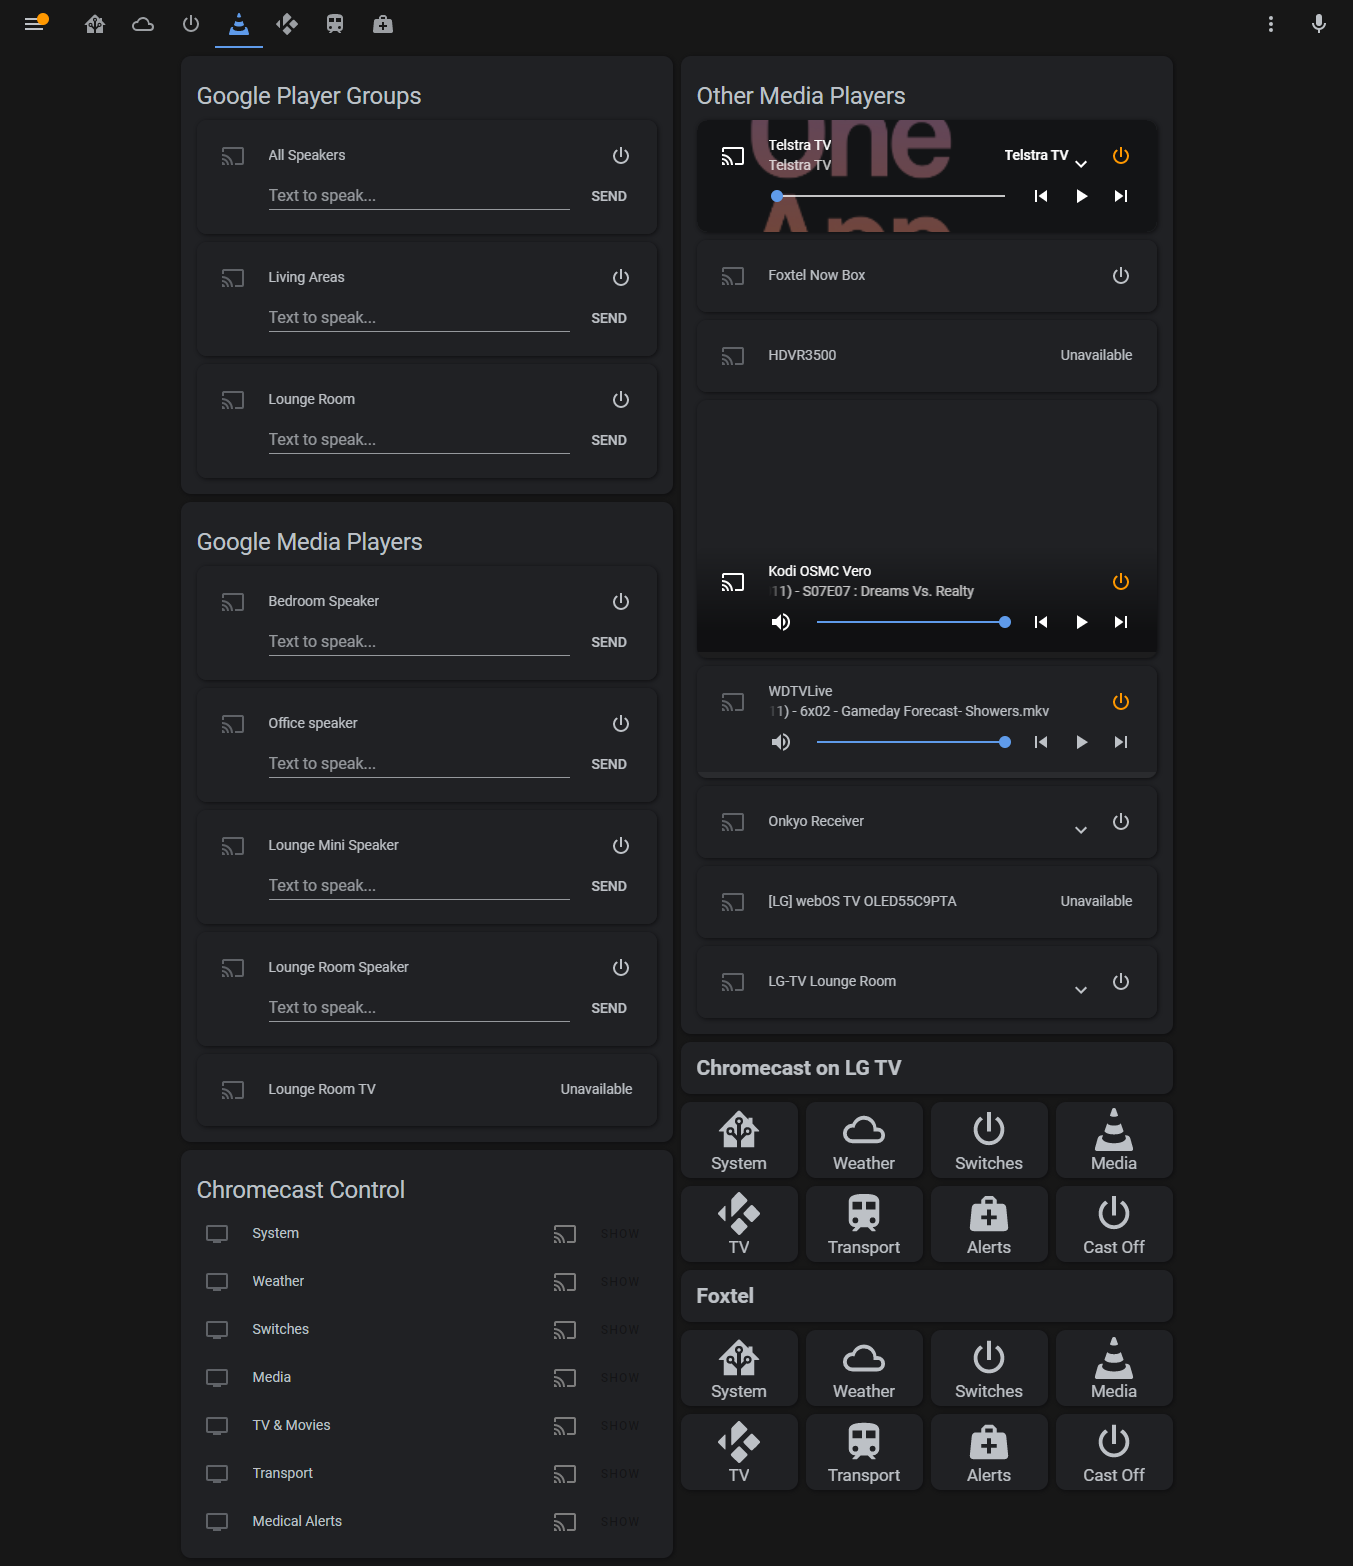 Google Player Groups
All Speakers
Text to speak...
SEND
Living Areas
Text to speak...
SEND
Lounge Room
Text to speak...
SEND
Google Media Players
Bedroom Speaker
Text to speak...
SEND
Office speaker
Text to speak...
SEND
Lounge Mini Speaker
Text to speak...
SEND
Lounge Room Speaker
Text to speak...
SEND
Lounge Room TV
Unavailable
Chromecast Control
System
SHOW
Weather
SHOW
Switches
SHOW
Media
SHOW
TV & Movies
SHOW
Transport
SHOW
Medical Alerts
SHOW
Other Media Players
One
App
Telstra TV
Telstra TV
Telstra TV
Foxtel Now Box
HDVR3500
Unavailable
Kodi OSMC Vero
11) - S07E07 : Dreams Vs. Realty
WDTVLive
11) - 6x02 - Gameday Forecast- Showers.mkv
Onkyo Receiver
[LG] webOS TV OLED55C9PTA
Unavailable
LG-TV Lounge Room
Chromecast on LG TV
System
Weather
Switches
Media
TV
Transport
Alerts
Cast Off
Foxtel
System
Weather
Switches
Media
TV
Transport
Alerts
Cast Off